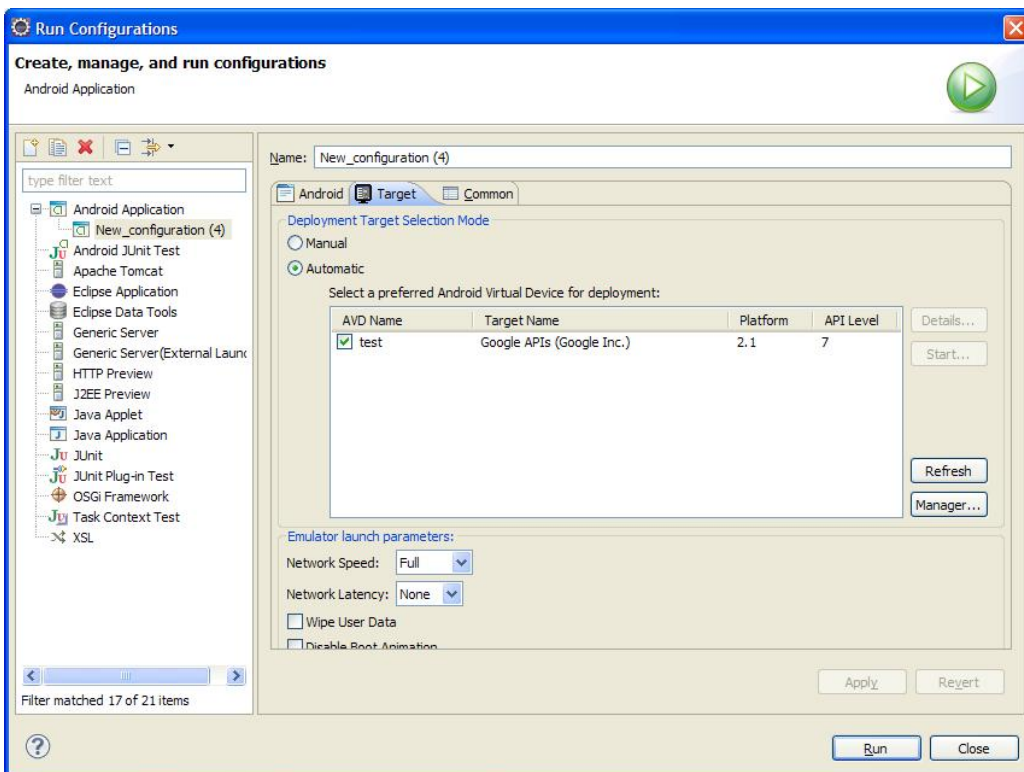 Run Configurations
Create, manage, and run configurations
Android Application
type filter text
Android Application
New_configuration (4)
Android JUnit Test
Apache Tomcat
Eclipse Application
Eclipse Data Tools
Generic Server
Generic Server(External Launc
HTTP Preview
J2EE Preview
Java Applet
Java Application
JUnit
JUnit Plug-in Test
OSGi Framework
Task Context Test
XSL
Filter matched 17 of 21 items
Name: New_configuration (4)
Android Target Common
Deployment Target Selection Mode
Manual
Automatic
Select a preferred Android Virtual Device for deployment:
AVD Name Target Name Platform API Level
test Google APIs (Google Inc.) 2.1 7
Details...
Start...
Refresh
Manager...
Emulator launch parameters:
Network Speed: Full
Network Latency: None
Wipe User Data
Disable Boot Animation
Apply Revert
Run Close